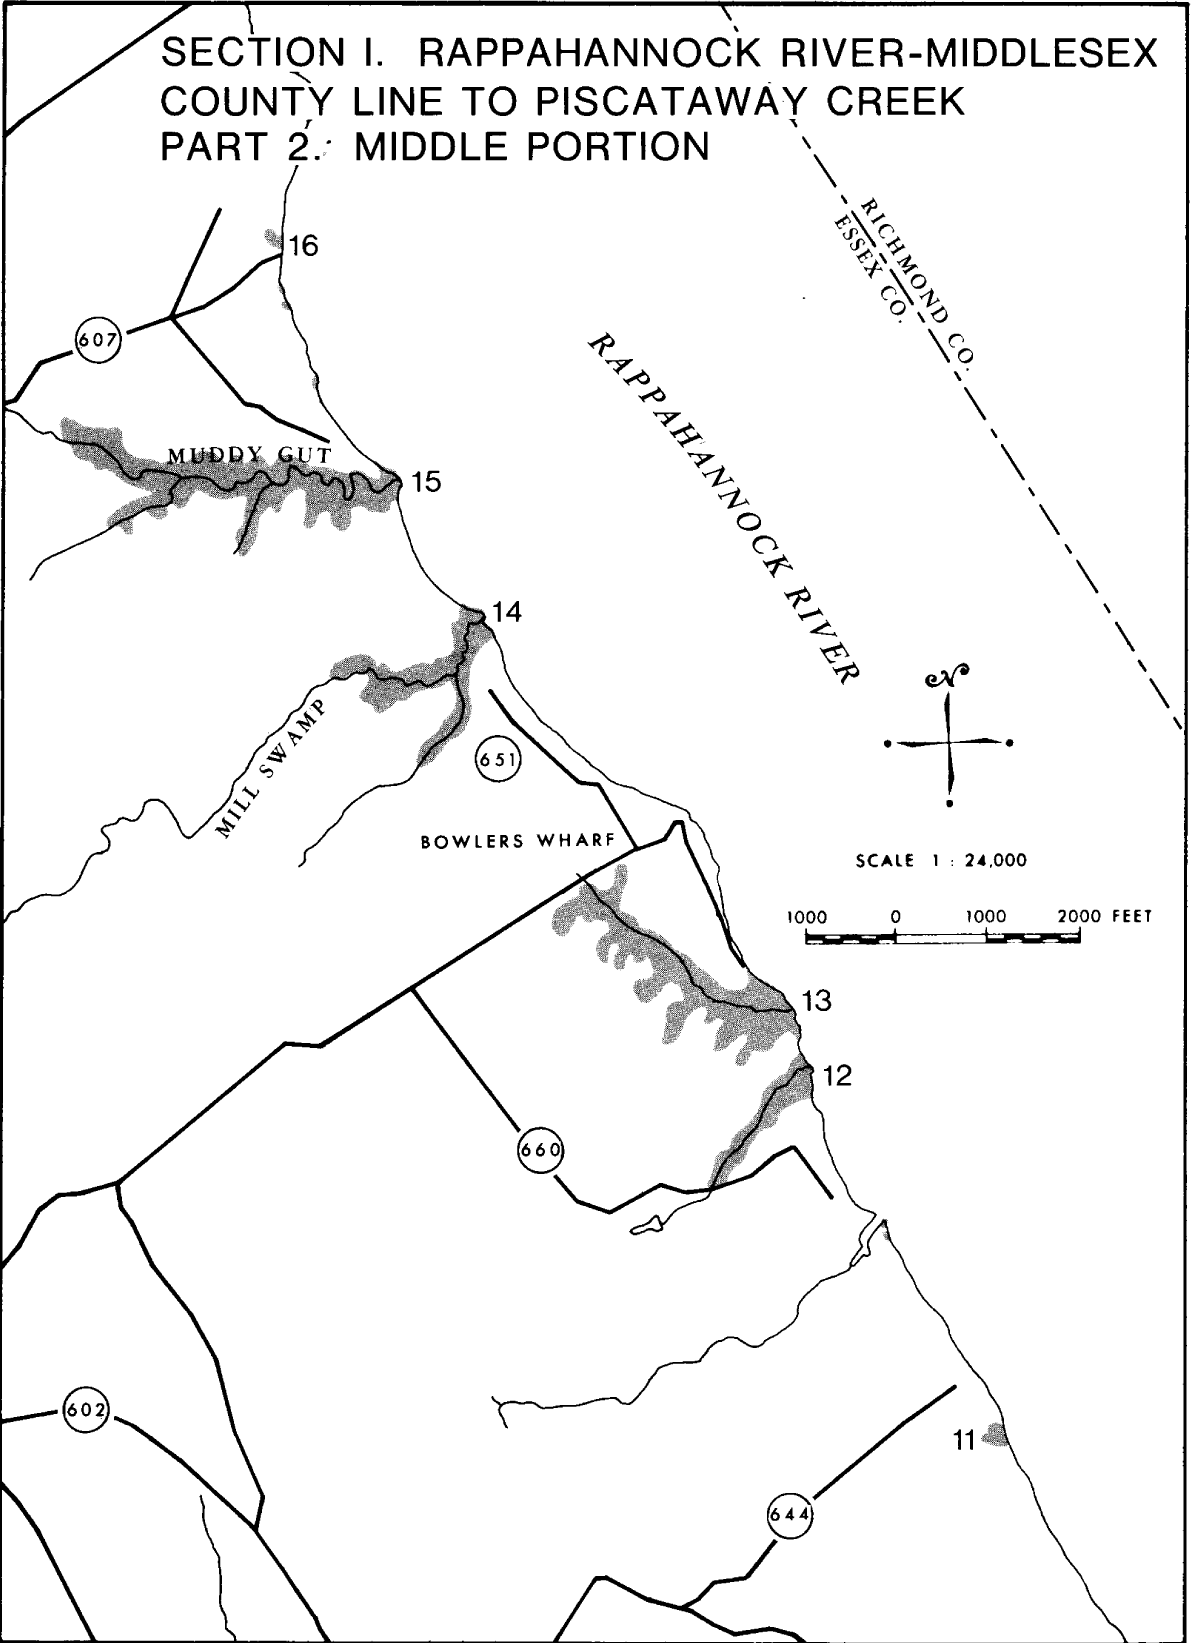 SECTION I. RAPPAHANNOCK RIVER-MIDDLESEX
COUNTY LINE TO PISCATAWAY CREEK
PART 2. MIDDLE PORTION
RICHMOND CO.
ESSEX CO.
16
607
RAPPAHANNOCK RIVER
MUDDY GUT
15
14
N
MILL SWAMP
651
BOWLERS WHARF
SCALE 1 : 24,000
1000 0 1000 2000 FEET
13
12
660
602
11
644